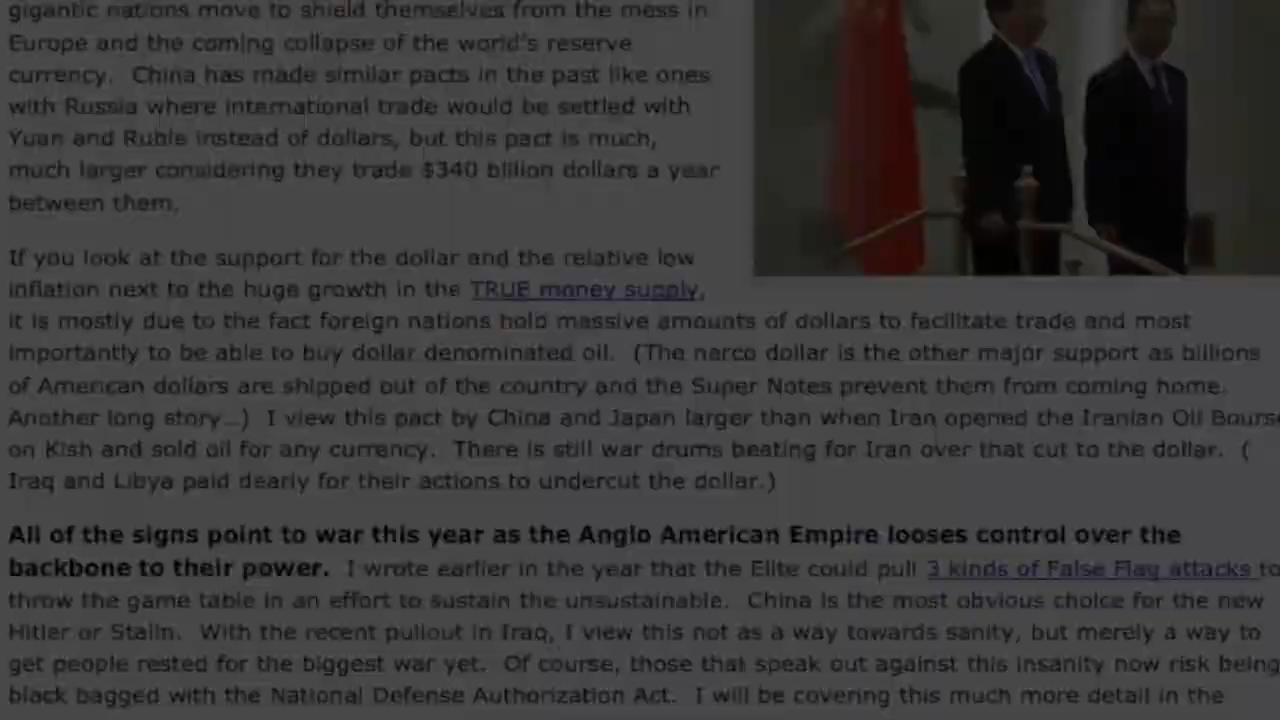 gigantic nations move to shield themselves from the mess in
Europe and the coming collapse of the world's reserve
currency. China has made similar pacts in the past like ones
with Russia where international trade would be settled with
Yuan and Ruble instead of dollars, but this pact is much,
much larger considering they trade $340 billion dollars a year
between them.
If you look at the support for the dollar and the relative low
inflation next to the huge growth in the TRUE money supply,
it is mostly due to the fact foreign nations hold massive amounts of dollars to facilitate trade and most
importantly to be able to buy dollar denominated oil. (The narco dollar is the other major support as billions
of American dollars are shipped out of the country and the Super Notes prevent them from coming home.
Another long story...) I view this pact by China and Japan larger than when Iran opened the Iranian Oil Bourse
on Kish and sold oil for any currency. There is still war drums beating for Iran over that cut to the dollar. (
Iraq and Libya paid dearly for their actions to undercut the dollar.)
All of the signs point to war this year as the Anglo American Empire looses control over the
backbone to their power. I wrote earlier in the year that the Elite could pull 3 kinds of False Flag attacks to
throw the game table in an effort to sustain the unsustainable. China is the most obvious choice for the new
Hitler or Stalin. With the recent pullout in Iraq, I view this not as a way towards sanity, but merely a way to
get people rested for the biggest war yet. Of course, those that speak out against this insanity now risk being
black bagged with the National Defense Authorization Act. I will be covering this much more detail in the